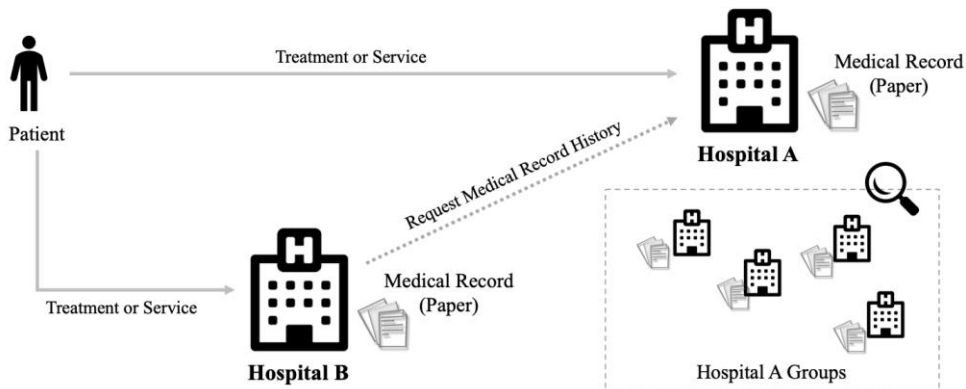 Treatment or Service
Medical Record
(Paper)
Patient
Hospital A
Request Medical Record History
Medical Record
(Paper)
Treatment or Service
Hospital B
Hospital A Groups